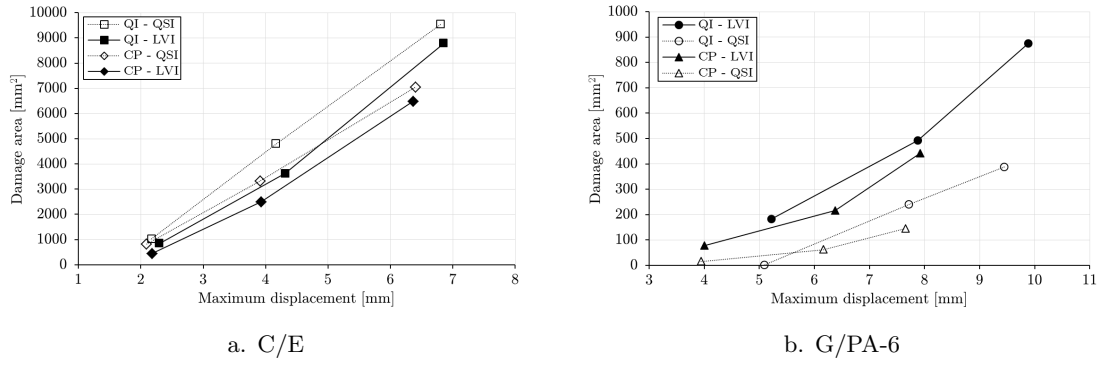 QI - QSI
QI - LVI
CP - QSI
CP - LVI
10000
9000
8000
7000
6000
5000
4000
3000
2000
1000
0
Damage area [mm²]
1 2 3 4 5 6 7 8
Maximum displacement [mm]
a. C/E
QI - LVI
QI - QSI
CP - LVI
CP - QSI
1000
900
800
700
600
500
400
300
200
100
0
Damage area [mm²]
3 4 5 6 7 8 9 10 11
Maximum displacement [mm]
b. G/PA-6